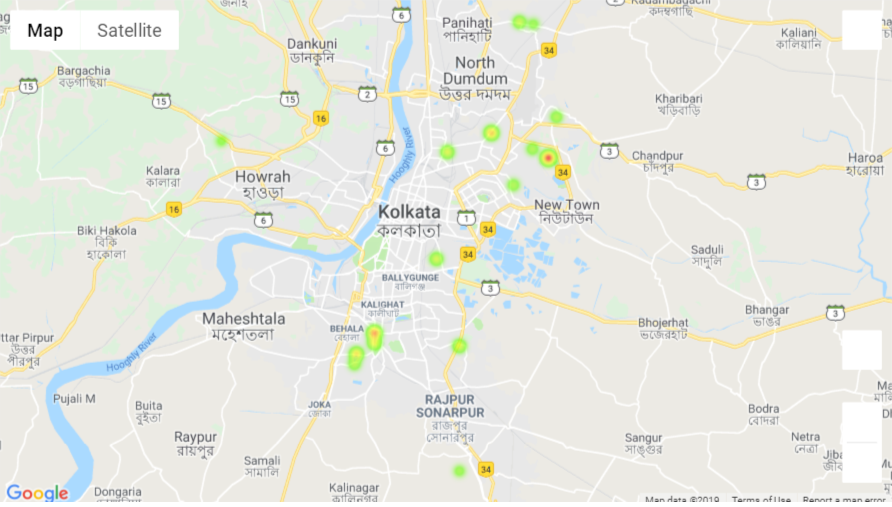 Map
Satellite
জনাই
6
Panihati
পানিহাটি
34
2
Kadambagachi
কদম্বগাছি
Kaliani
কালিয়ানি
Dankuni
ডানকুনি
North
Dumdum
উত্তর দমদম
Bargachia
বড়গাছিয়া
15
15
15
2
16
Kharibari
খড়িবাড়ি
6
Hooghly River
3
Chandpur
চাঁদপুর
Haroa
হারোয়া
Kalara
কালারা
Howrah
হাওড়া
34
3
16
6
Kolkata
কলকাতা
1
New Town
নিউটাউন
34
Biki Hakola
বিকি
হাকোলা
34
Saduli
সাদুলি
BALLYGUNGE
বালিগঞ্জ
3
KALIGHAT
কালীঘাট
Maheshtala
মহেশতলা
BEHALA
বেহালা
Bhojerhat
ভজেরহাট
Bhangar
ভাঙর
3
ttar Pirpur
উত্তর
পীরপুর
Hooghly River
Pujali M
Buita
বুইতা
JOKA
জোকা
RAJPUR
SONARPUR
রাজপুর
সোনারপুর
Bodra
বোদরা
Raypur
রায়পুর
Sangur
সাঙ্গুর
Netra
নেত্রা
Samali
সামালি
34
Kalinagar
কালিনগর
Dongaria
Google
Map data ©2019
Terms of Use
Report a map error